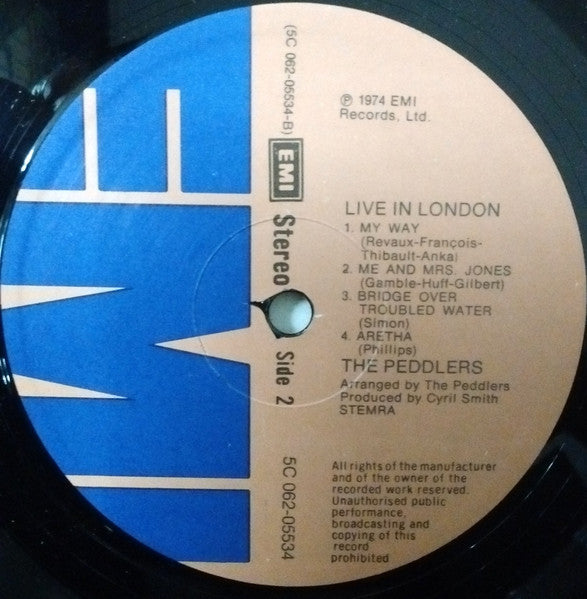 (5C 062-05534-B)
EMI
Stereo
Side 2
5C 062-05534
℗ 1974 EMI
Records, Ltd.
LIVE IN LONDON
1. MY WAY
(Revaux-François-
Thibault-Anka)
2. ME AND MRS. JONES
(Gamble-Huff-Gilbert)
3. BRIDGE OVER
TROUBLED WATER
(Simon)
4. ARETHA
(Phillips)
THE PEDDLERS
Arranged by The Peddlers
Produced by Cyril Smith
STEMRA
All rights of the manufacturer
and of the owner of the
recorded work reserved.
Unauthorised public
performance,
broadcasting and
copying of this
record
prohibited
EMI